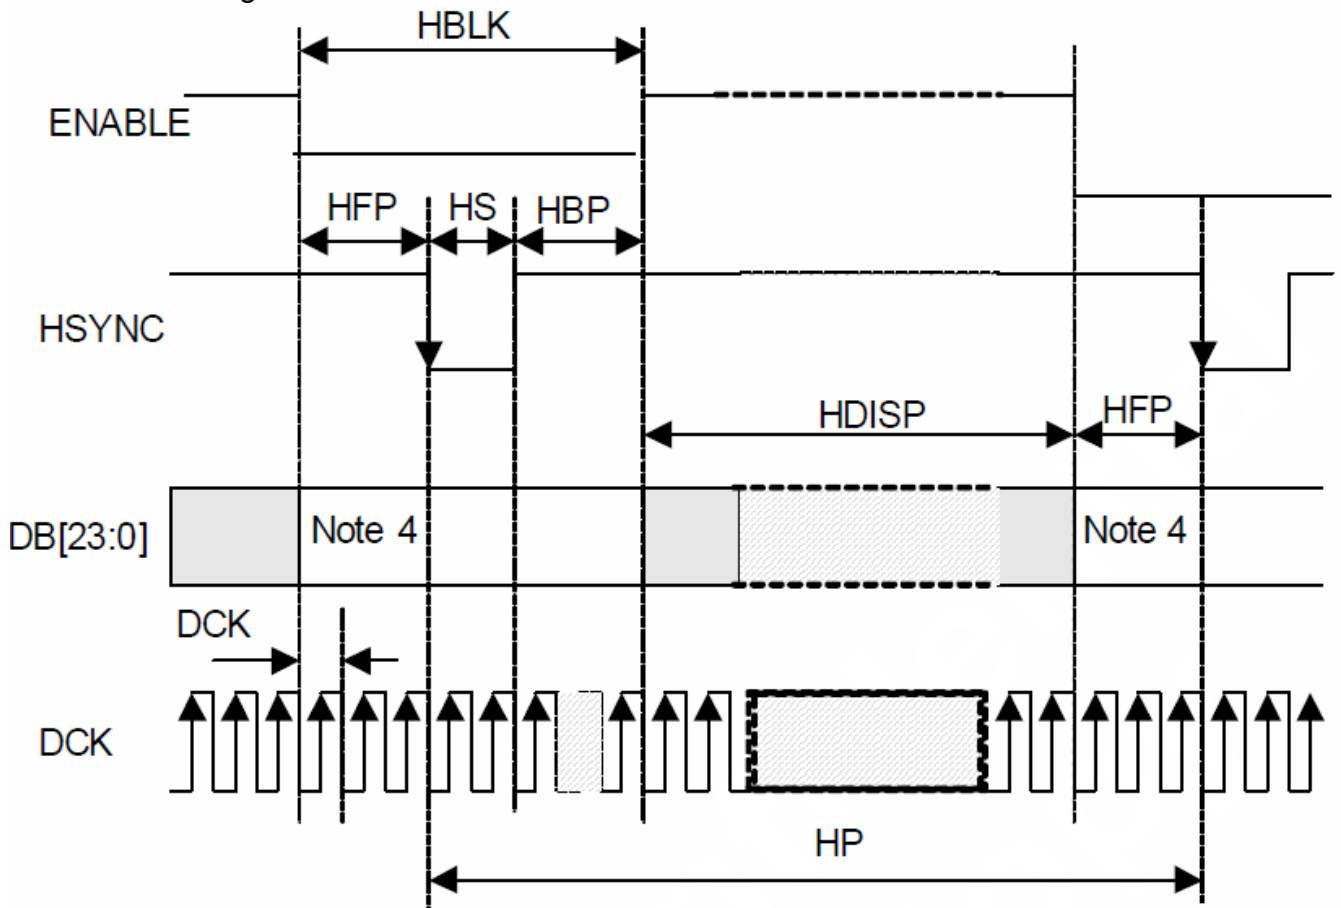 HBLK
ENABLE
HFP HS HBP
HSYNC
HDISP HFP
DB[23:0] Note 4 Note 4
DCK
DCK
HP